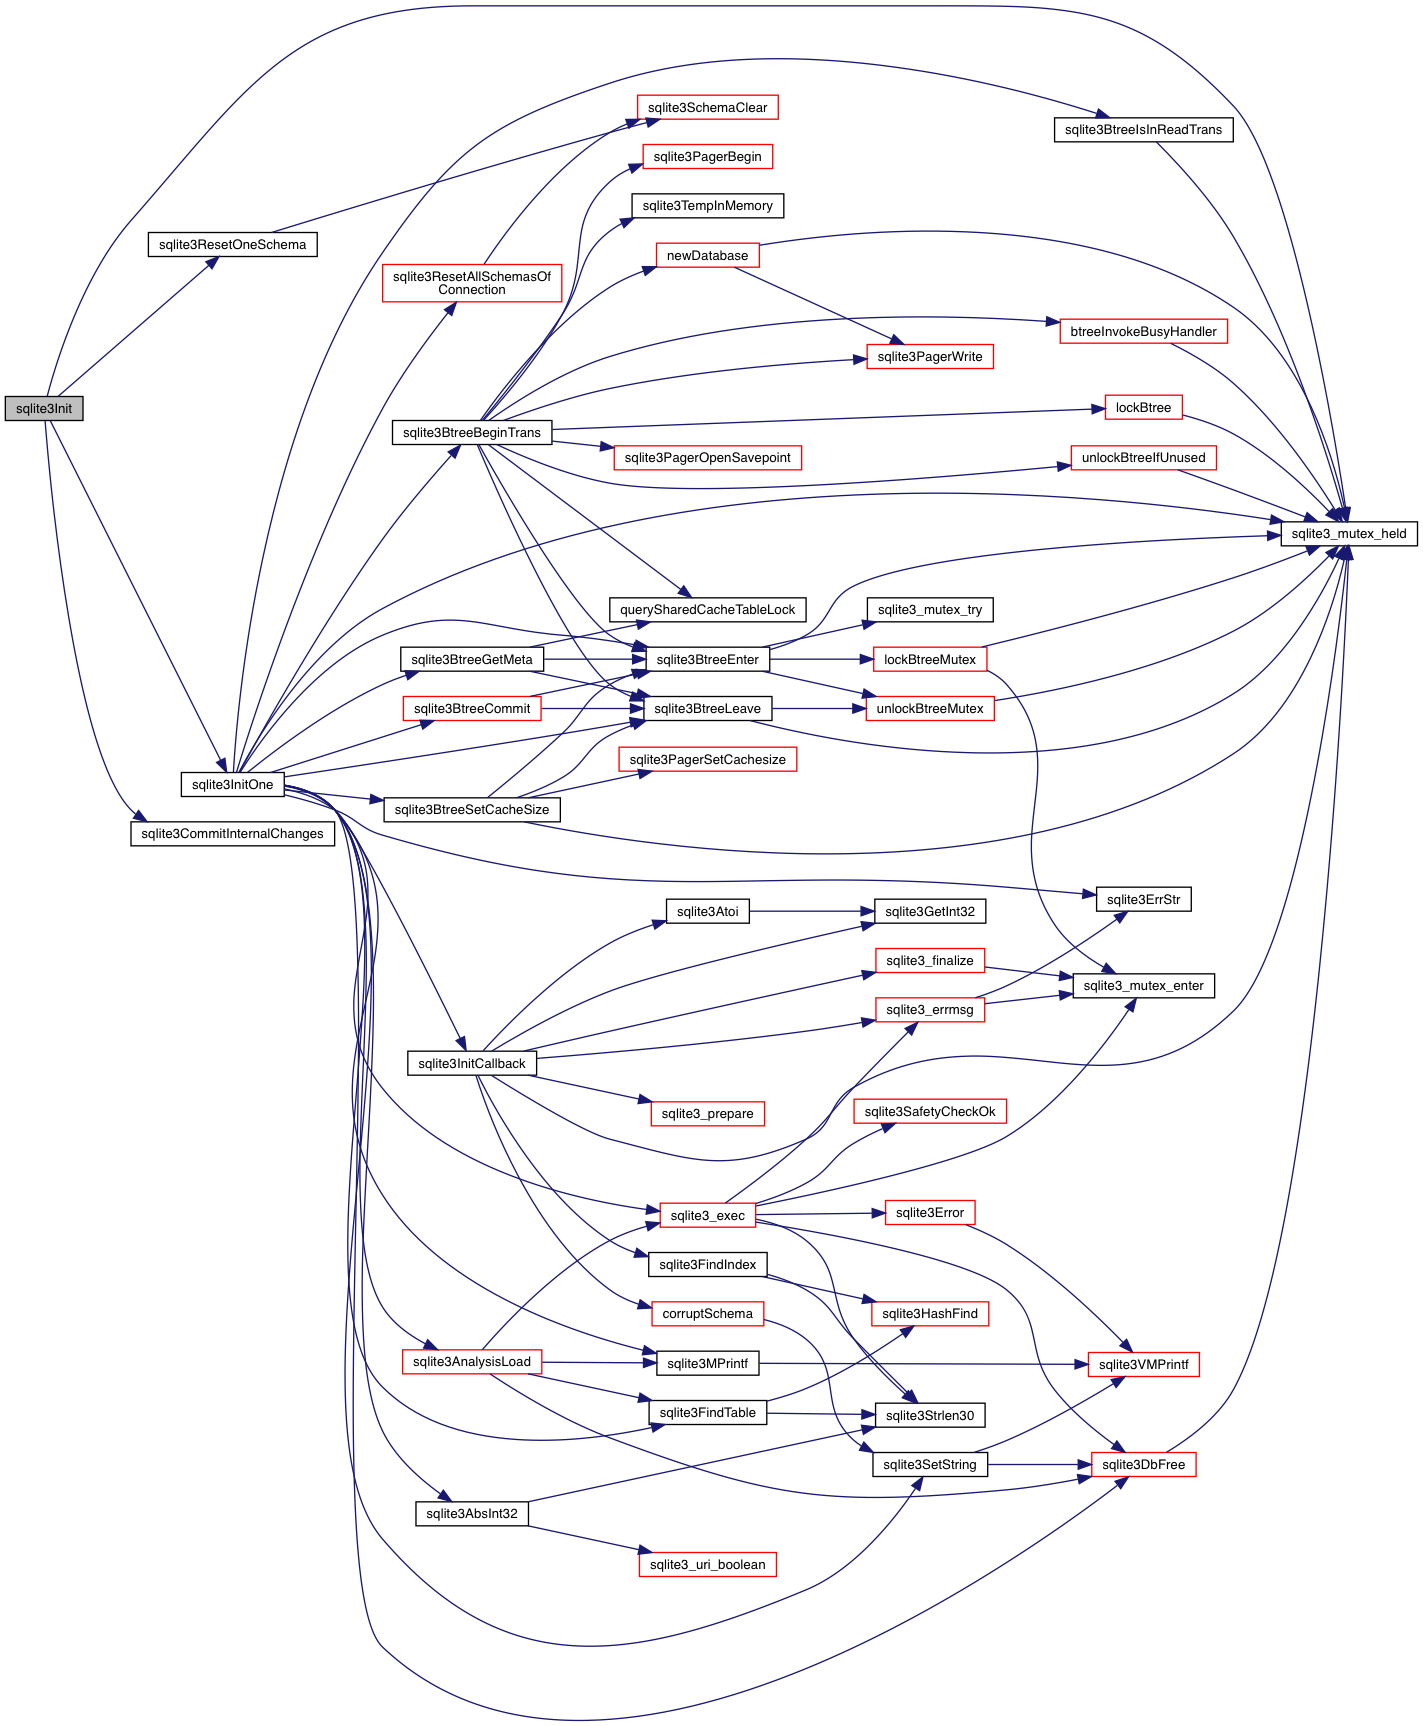 sqlite3SchemaClear
sqlite3BtreeIsInReadTrans
sqlite3PagerBegin
sqlite3TempInMemory
sqlite3ResetOneSchema
newDatabase
sqlite3ResetAllSchemasOf
Connection
btreeInvokeBusyHandler
sqlite3PagerWrite
sqlite3Init
lockBtree
sqlite3BtreeBeginTrans
sqlite3PagerOpenSavepoint
unlockBtreeIfUnused
sqlite3_mutex_held
querySharedCacheTableLock
sqlite3_mutex_try
sqlite3BtreeGetMeta
sqlite3BtreeEnter
lockBtreeMutex
sqlite3BtreeCommit
sqlite3BtreeLeave
unlockBtreeMutex
sqlite3PagerSetCachesize
sqlite3InitOne
sqlite3BtreeSetCacheSize
sqlite3CommitInternalChanges
sqlite3ErrStr
sqlite3Atoi
sqlite3GetInt32
sqlite3_finalize
sqlite3_mutex_enter
sqlite3_errmsg
sqlite3InitCallback
sqlite3_prepare
sqlite3SafetyCheckOk
sqlite3_exec
sqlite3Error
sqlite3FindIndex
corruptSchema
sqlite3HashFind
sqlite3AnalysisLoad
sqlite3MPrintf
sqlite3VMPrintf
sqlite3FindTable
sqlite3Strlen30
sqlite3SetString
sqlite3DbFree
sqlite3AbsInt32
sqlite3_uri_boolean